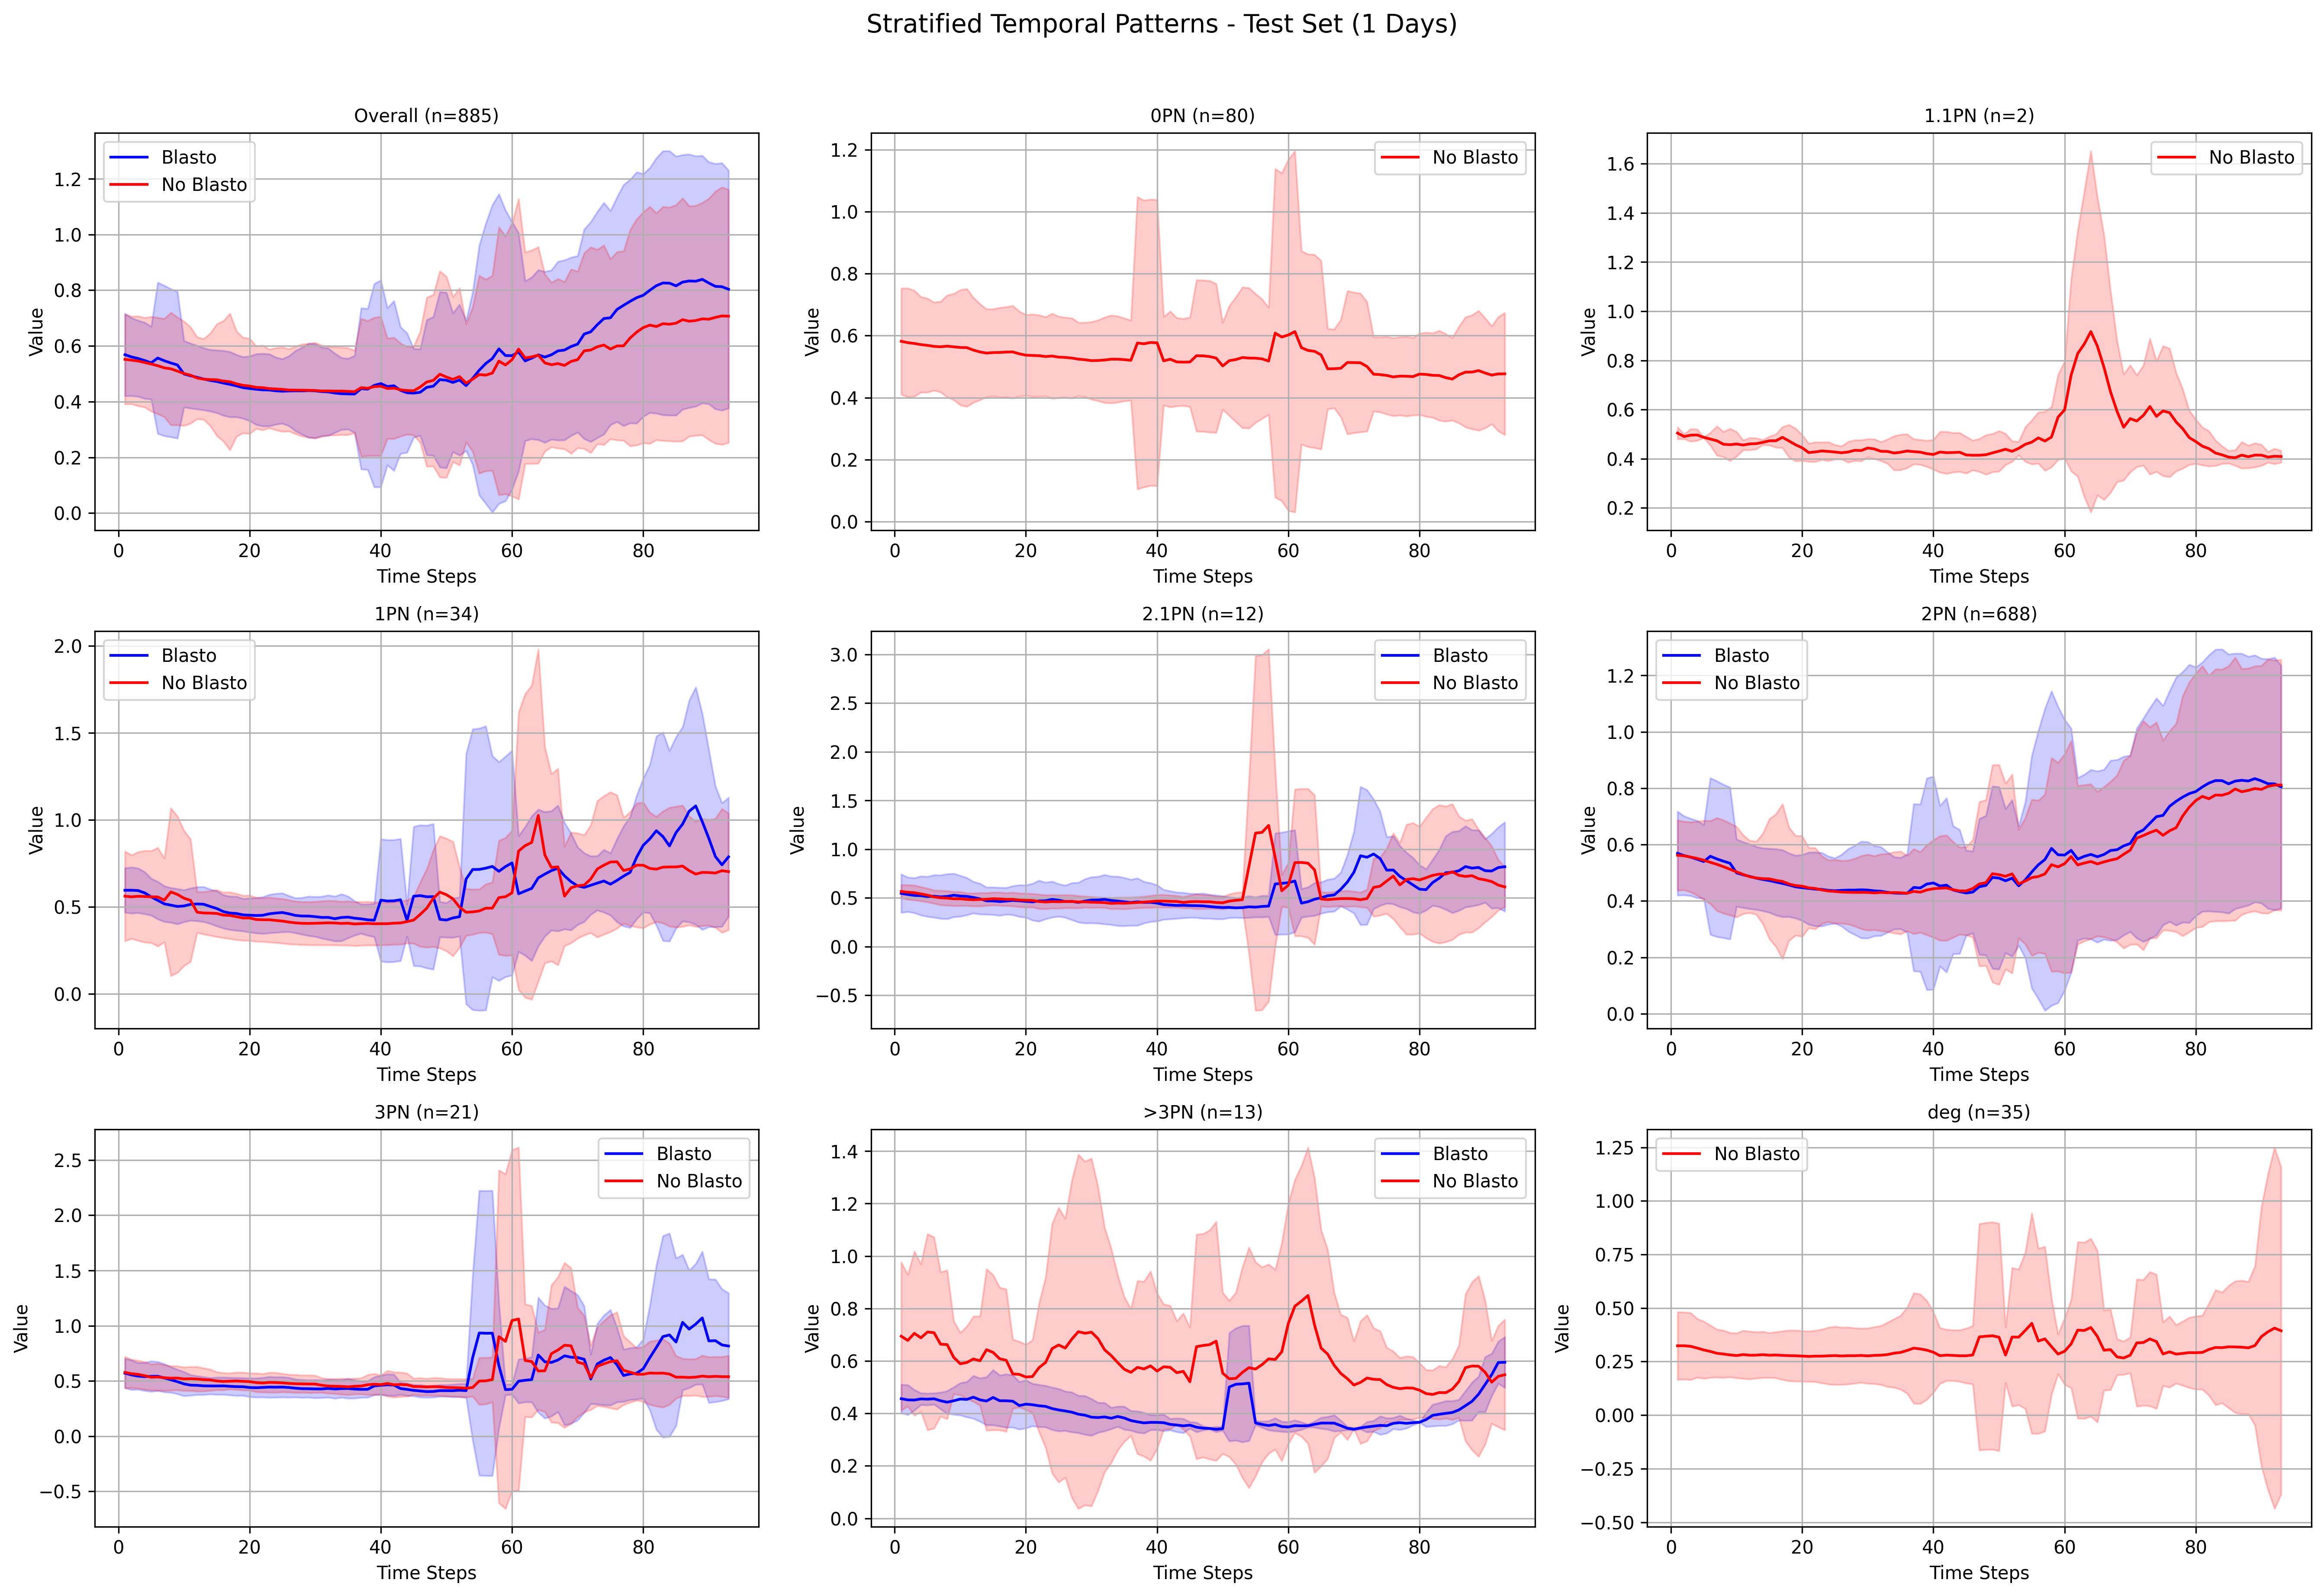 Stratified Temporal Patterns - Test Set (1 Days)
Overall (n=885)
Blasto
No Blasto
Value
1.2
1.0
0.8
0.6
0.4
0.2
0.0
0 20 40 60 80
Time Steps
0PN (n=80)
No Blasto
Value
1.2
1.0
0.8
0.6
0.4
0.2
0.0
0 20 40 60 80
Time Steps
1.1PN (n=2)
No Blasto
Value
1.6
1.4
1.2
1.0
0.8
0.6
0.4
0.2
0 20 40 60 80
Time Steps
1PN (n=34)
Blasto
No Blasto
Value
2.0
1.5
1.0
0.5
0.0
0 20 40 60 80
Time Steps
2.1PN (n=12)
Blasto
No Blasto
Value
3.0
2.5
2.0
1.5
1.0
0.5
0.0
−0.5
0 20 40 60 80
Time Steps
2PN (n=688)
Blasto
No Blasto
Value
1.2
1.0
0.8
0.6
0.4
0.2
0.0
0 20 40 60 80
Time Steps
3PN (n=21)
Blasto
No Blasto
Value
2.5
2.0
1.5
1.0
0.5
0.0
−0.5
0 20 40 60 80
Time Steps
>3PN (n=13)
Blasto
No Blasto
Value
1.4
1.2
1.0
0.8
0.6
0.4
0.2
0.0
0 20 40 60 80
Time Steps
deg (n=35)
No Blasto
Value
1.25
1.00
0.75
0.50
0.25
0.00
−0.25
−0.50
0 20 40 60 80
Time Steps